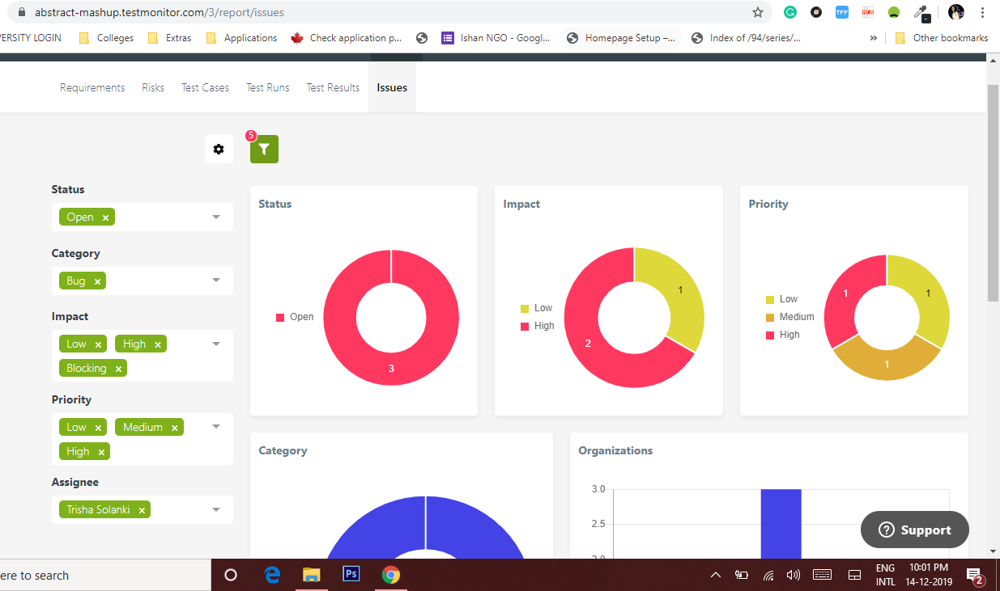 abstract-mashup.testmonitor.com/3/report/issues
TFF
VERSITY LOGIN
Colleges
Extras
Applications
Check application p...
Ishan NGO - Googl...
Homepage Setup –...
Index of /94/series/...
»
Other bookmarks
Requirements
Risks
Test Cases
Test Runs
Test Results
Issues
5
Status
Open ×
Category
Bug ×
Impact
Low × High ×
Blocking ×
Priority
Low × Medium ×
High ×
Assignee
Trisha Solanki ×
Status
Open
3
Impact
Low
High
1
2
Priority
Low
Medium
High
1
1
1
Category
Organizations
3.0
2.5
2.0
? Support
ere to search
Ps
ENG
INTL
10:01 PM
14-12-2019
2